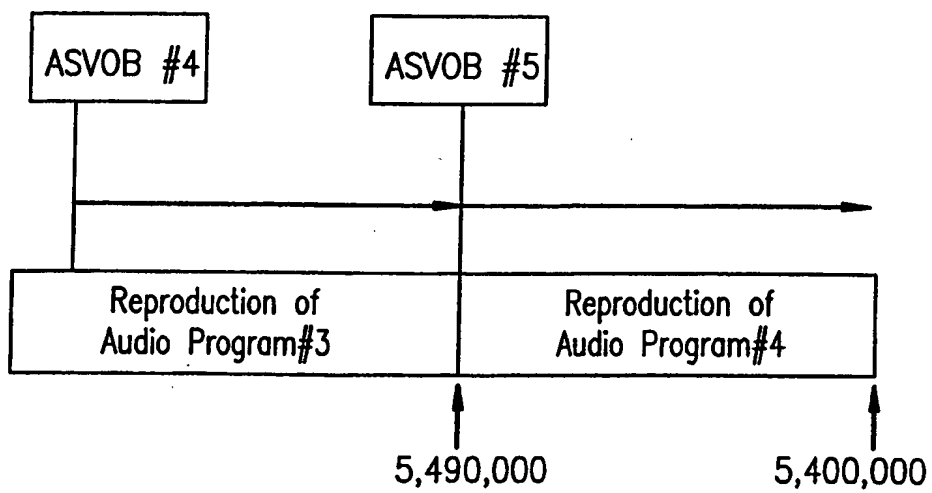 ASVOB #4
ASVOB #5
Reproduction of
Audio Program#3
Reproduction of
Audio Program#4
5,490,000
5,400,000